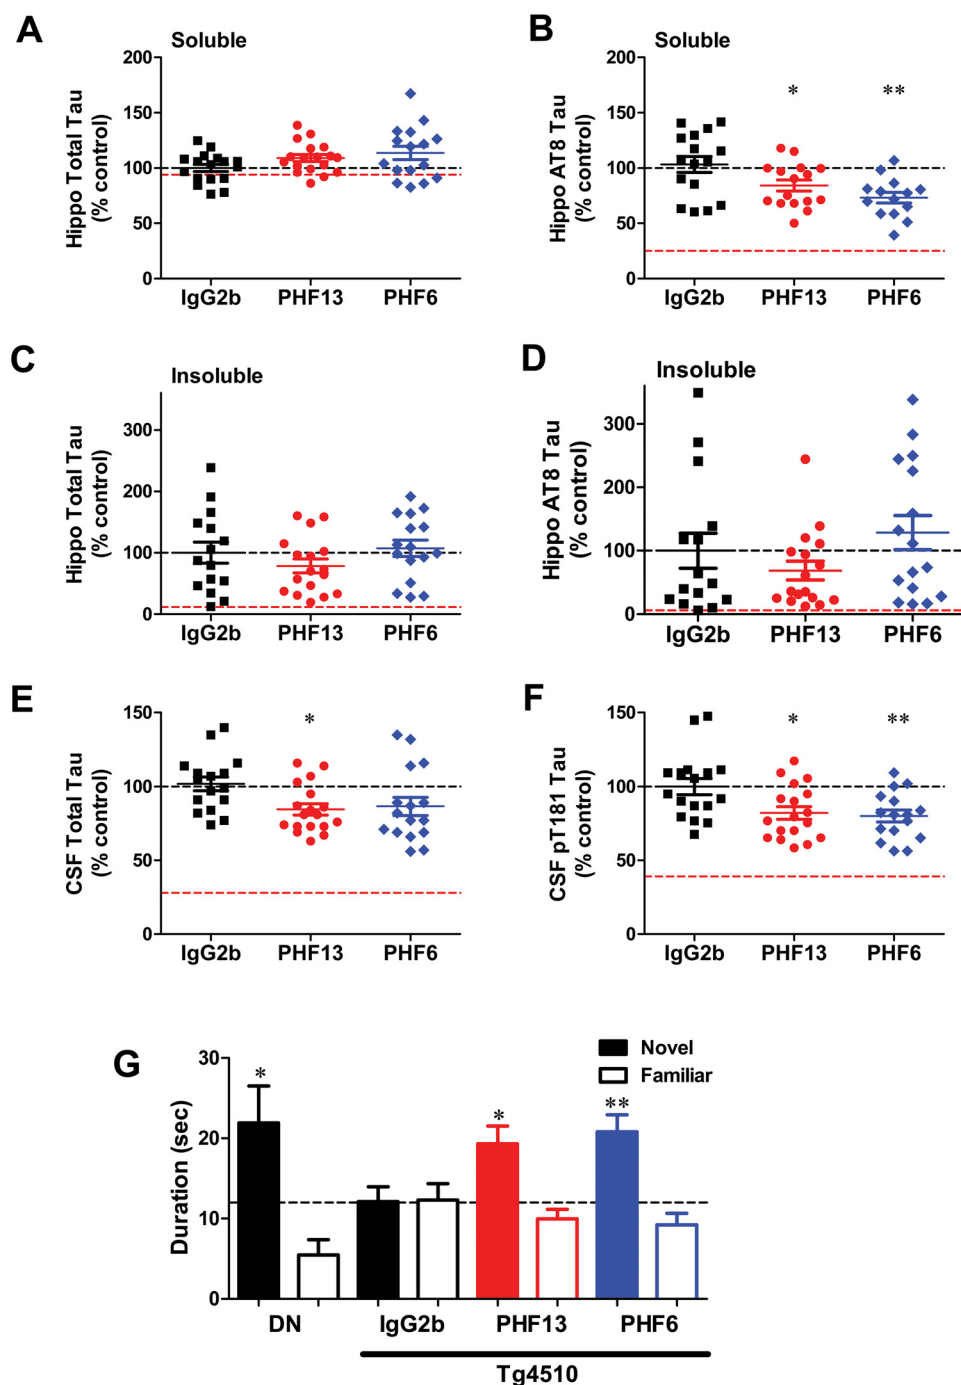 A
Soluble
Hippo Total Tau
(% control)
200
150
100
50
0
IgG2b PHF13 PHF6
B
Soluble
Hippo AT8 Tau
(% control)
200
150
100
50
0
* **
IgG2b PHF13 PHF6
C
Insoluble
Hippo Total Tau
(% control)
300
200
100
0
IgG2b PHF13 PHF6
D
Insoluble
Hippo AT8 Tau
(% control)
300
200
100
0
IgG2b PHF13 PHF6
E
CSF Total Tau
(% control)
150
100
50
0
*
IgG2b PHF13 PHF6
F
CSF pT181 Tau
(% control)
150
100
50
0
* **
IgG2b PHF13 PHF6
G
Novel
Familiar
Duration (sec)
30
20
10
0
* * **
DN IgG2b PHF13 PHF6
Tg4510